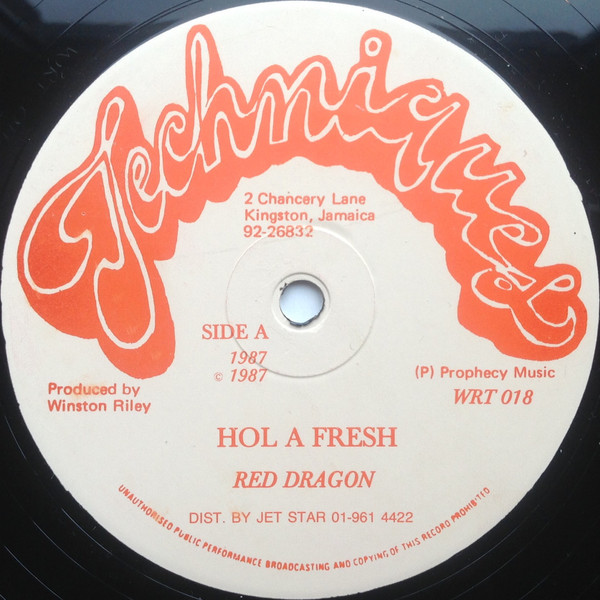 Techniques
2 Chancery Lane
Kingston, Jamaica
92-26832
SIDE A
1987
© 1987
Produced by
Winston Riley
(P) Prophecy Music
WRT 018
HOL A FRESH
RED DRAGON
DIST. BY JET STAR 01-961 4422
UNAUTHORISED PUBLIC PERFORMANCE BROADCASTING AND COPYING OF THIS RECORD PROHIBITED